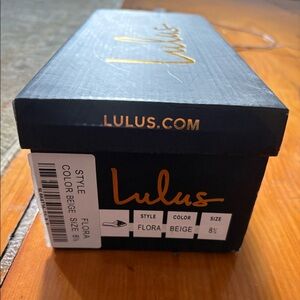 Lulus
LULUS.COM
Lulus
STYLE COLOR SIZE
FLORA BEIGE 8½
STYLE FLORA
COLOR BEIGE SIZE 8½